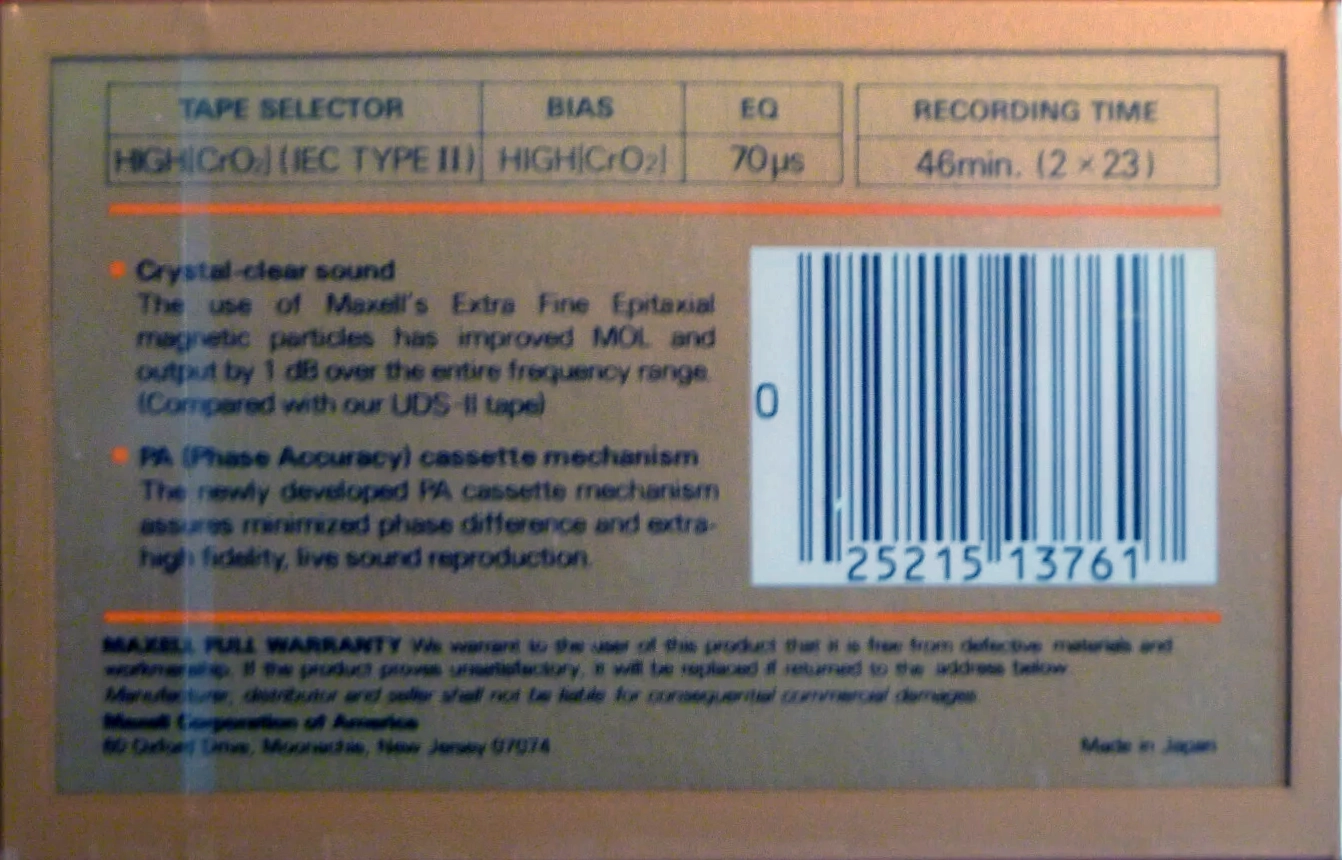 TAPE SELECTOR BIAS EQ RECORDING TIME
HIGH[CrO₂] (IEC TYPE II) HIGH[CrO₂] 70μs 46min. (2 × 23)
Crystal-clear sound
The use of Maxell's Extra Fine Epitaxial
magnetic particles has improved MOL and
output by 1 dB over the entire frequency range.
(Compared with our UDS-II tape)
PA (Phase Accuracy) cassette mechanism
The newly developed PA cassette mechanism
assures minimized phase difference and extra-
high fidelity, live sound reproduction.
0
25215 13761
MAXELL FULL WARRANTY We warrant to the user of this product that it is free from defective materials and
workmanship. If the product proves unsatisfactory, it will be replaced if returned to the address below.
Manufacturer, distributor and seller shall not be liable for consequential commercial damages.
Maxell Corporation of America
60 Oxford Drive, Moonachie, New Jersey 07074
Made in Japan